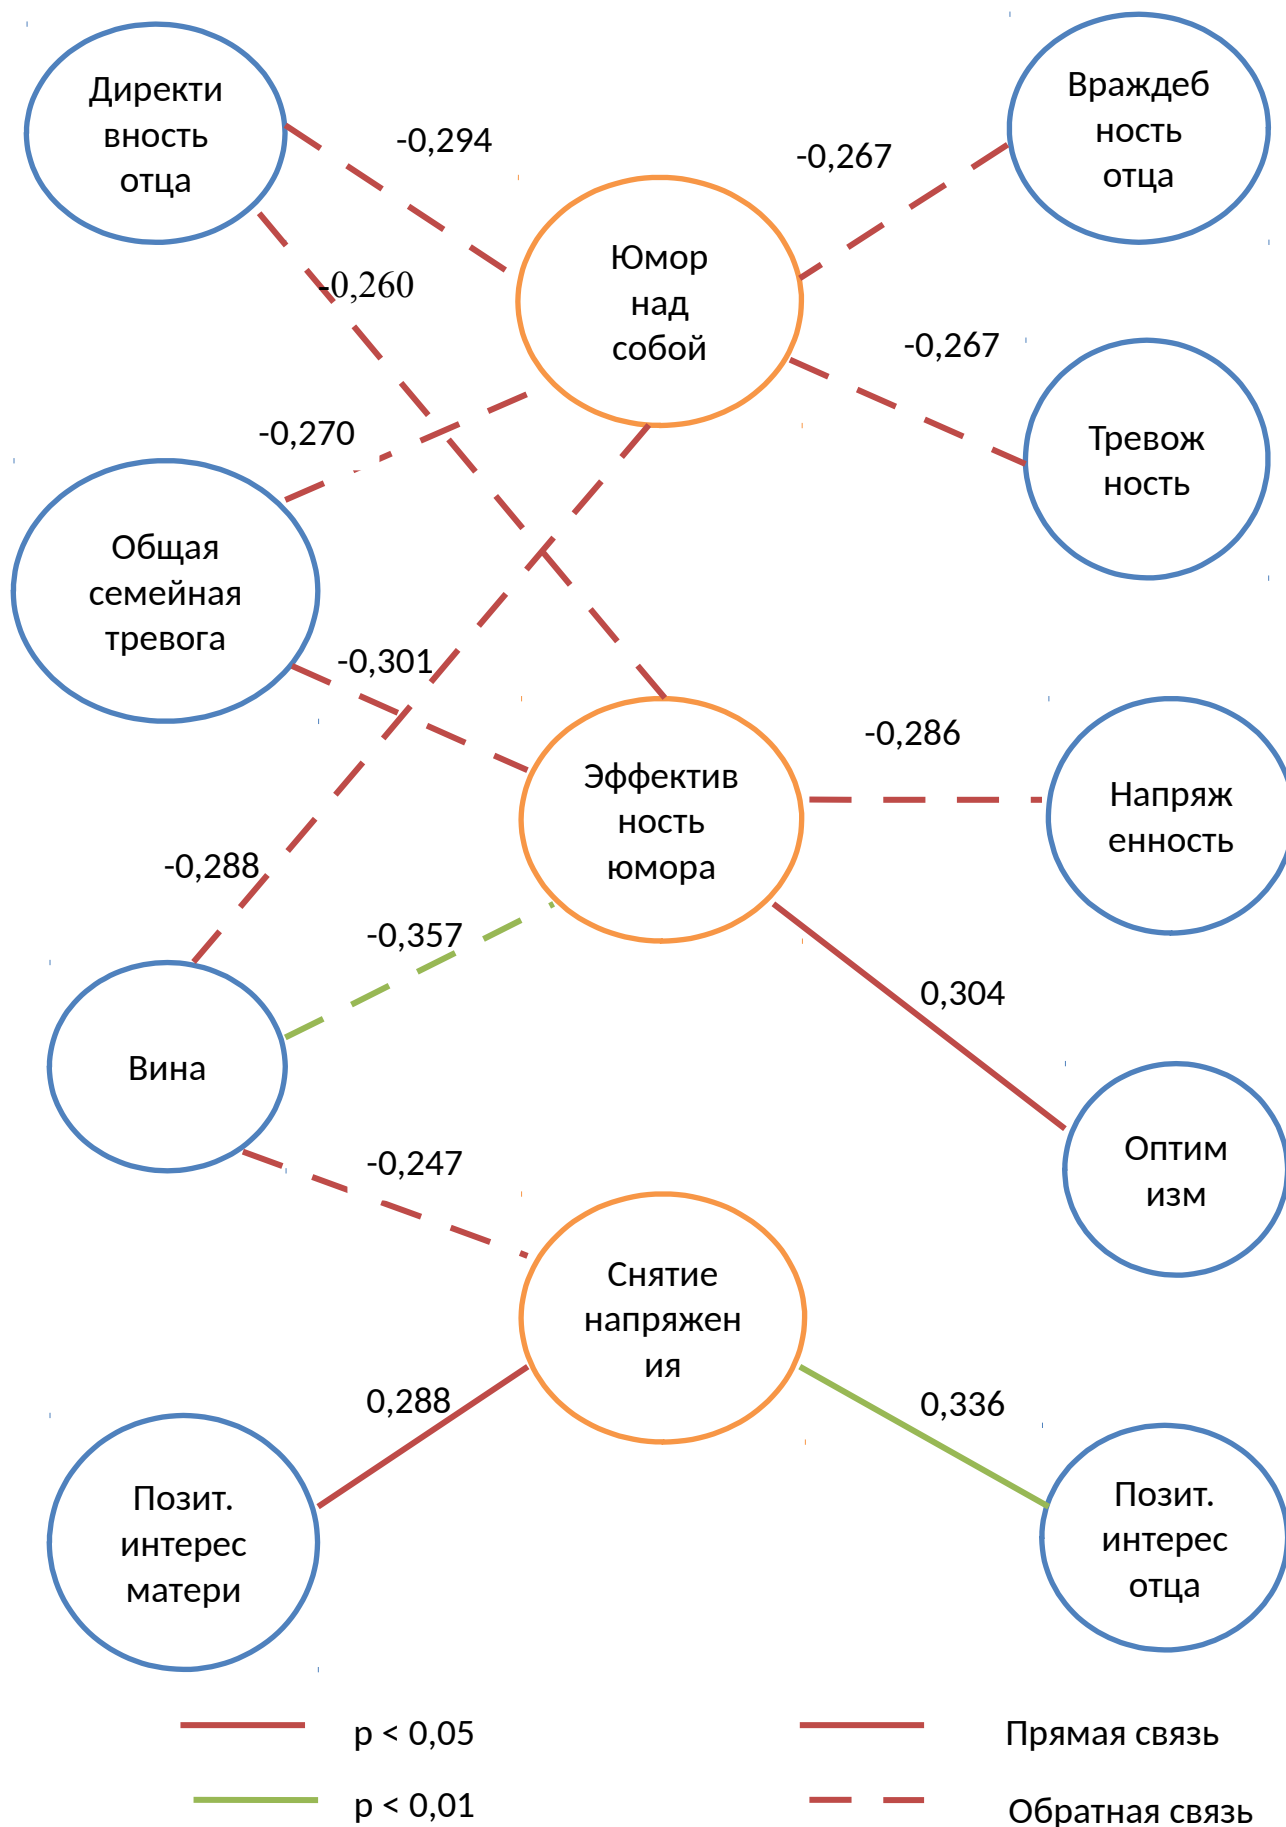 Директи
вность
отца
-0,294
-0,267
Враждеб
ность
отца
Юмор
над
собой
-0,260
-0,267
Тревож
ность
-0,270
Общая
семейная
тревога
-0,301
Эффектив
ность
юмора
-0,286
Напряж
енность
-0,288
-0,357
0,304
Вина
Оптим
изм
-0,247
Снятие
напряжен
ия
0,288
0,336
Позит.
интерес
матери
Позит.
интерес
отца
p < 0,05
Прямая связь
p < 0,01
Обратная связь